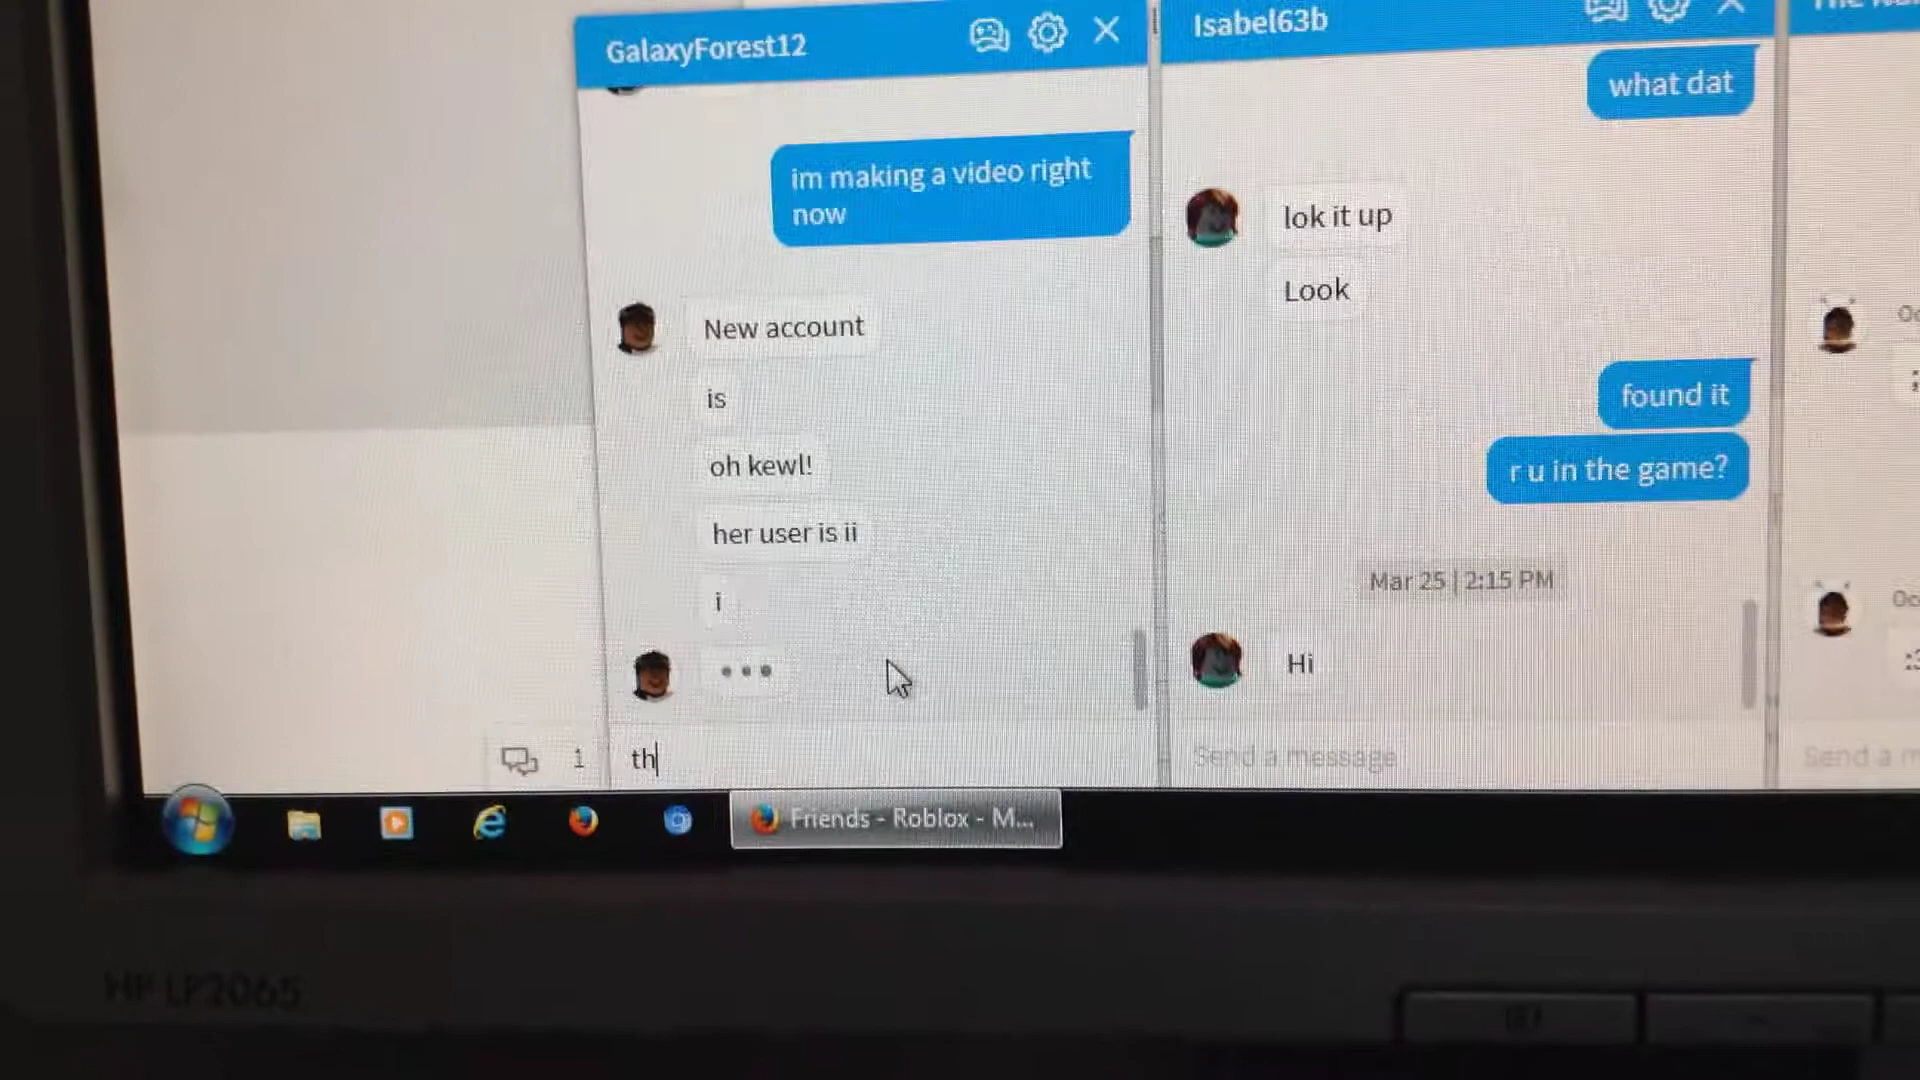 GalaxyForest12
im making a video right
now
New account
is
oh kewl!
her user is ii
i
1
th
Isabel63b
what dat
lok it up
Look
found it
r u in the game?
Mar 25 | 2:15 PM
Hi
Send a message
Send a m
Friends - Roblox - M...
HP LP2065